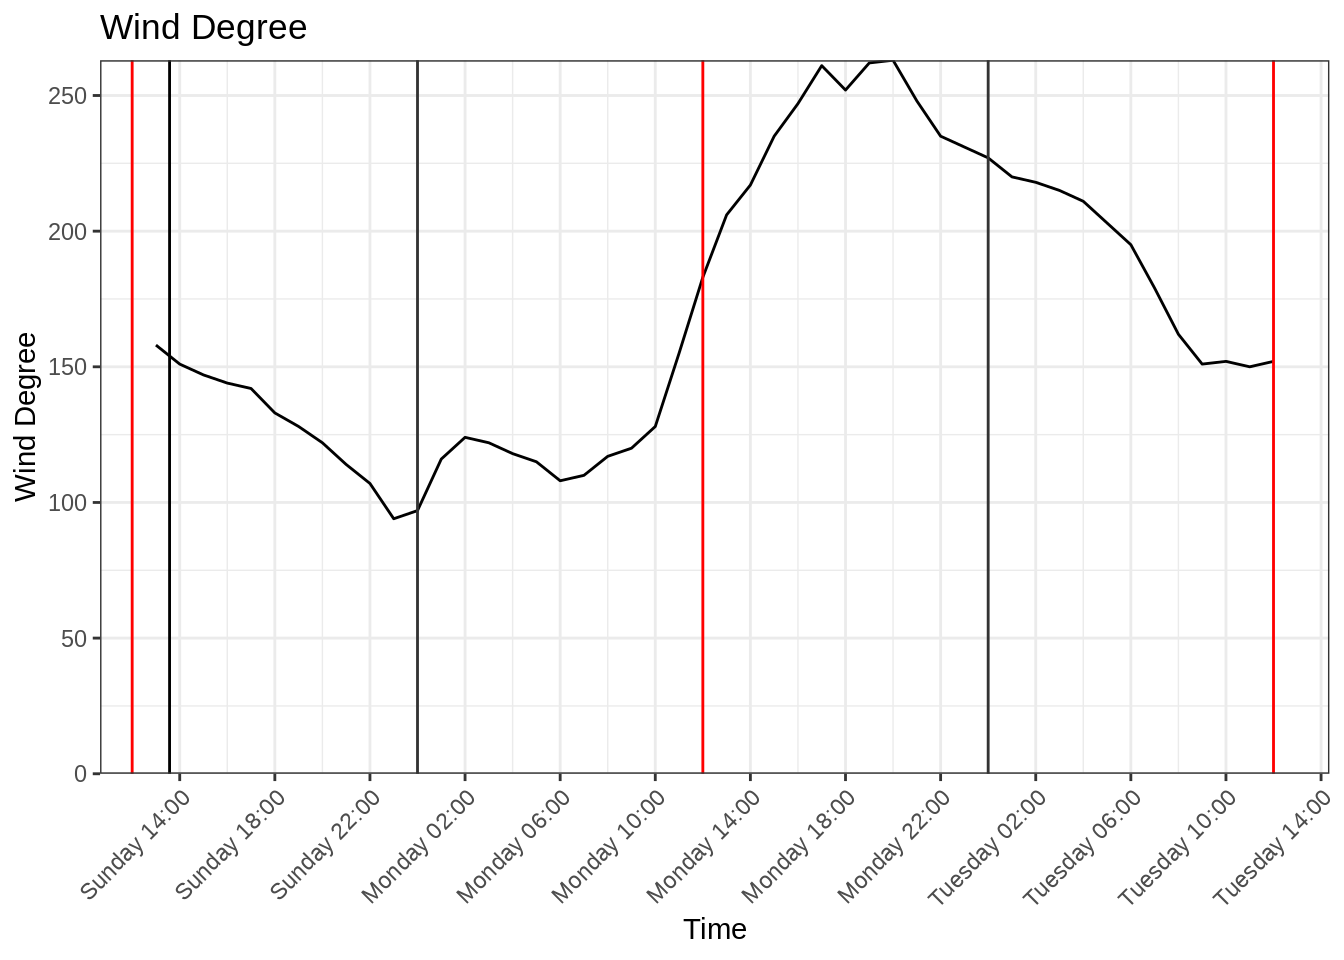 Wind Degree
Wind Degree
250
200
150
100
50
0
Sunday 14:00
Sunday 18:00
Sunday 22:00
Monday 02:00
Monday 06:00
Monday 10:00
Monday 14:00
Monday 18:00
Monday 22:00
Tuesday 02:00
Tuesday 06:00
Tuesday 10:00
Tuesday 14:00
Time